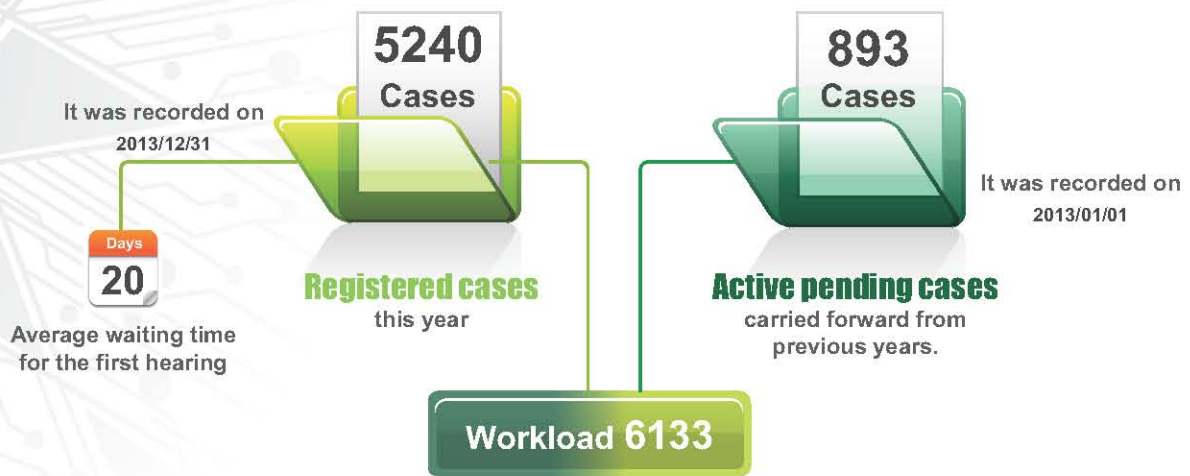 5240
Cases
It was recorded on
2013/12/31
Days
20
Average waiting time
for the first hearing
Registered cases
this year
893
Cases
It was recorded on
2013/01/01
Active pending cases
carried forward from
previous years.
Workload 6133